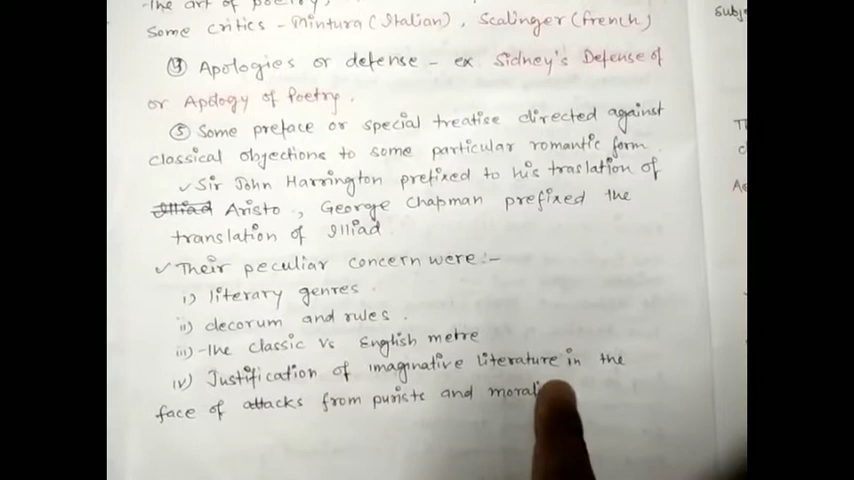 -The art of poetry,
Some critics - Mintura (Italian), Scalinger (French)
④ Apologies or defense - ex Sidney's Defense of
or Apology of Poetry.
⑤ Some preface or special treatise directed against
classical objections to some particular romantic form.
✓ Sir John Harrington prefixed to his traslation of
Illiad Aristo, George Chapman prefixed the
translation of Illiad
✓ Their peculiar concern were:-
i) literary genres
ii) decorum and rules.
iii) -the classic Vs English metre
iv) Justification of imaginative literature in the
face of attacks from purists and morali
Subj